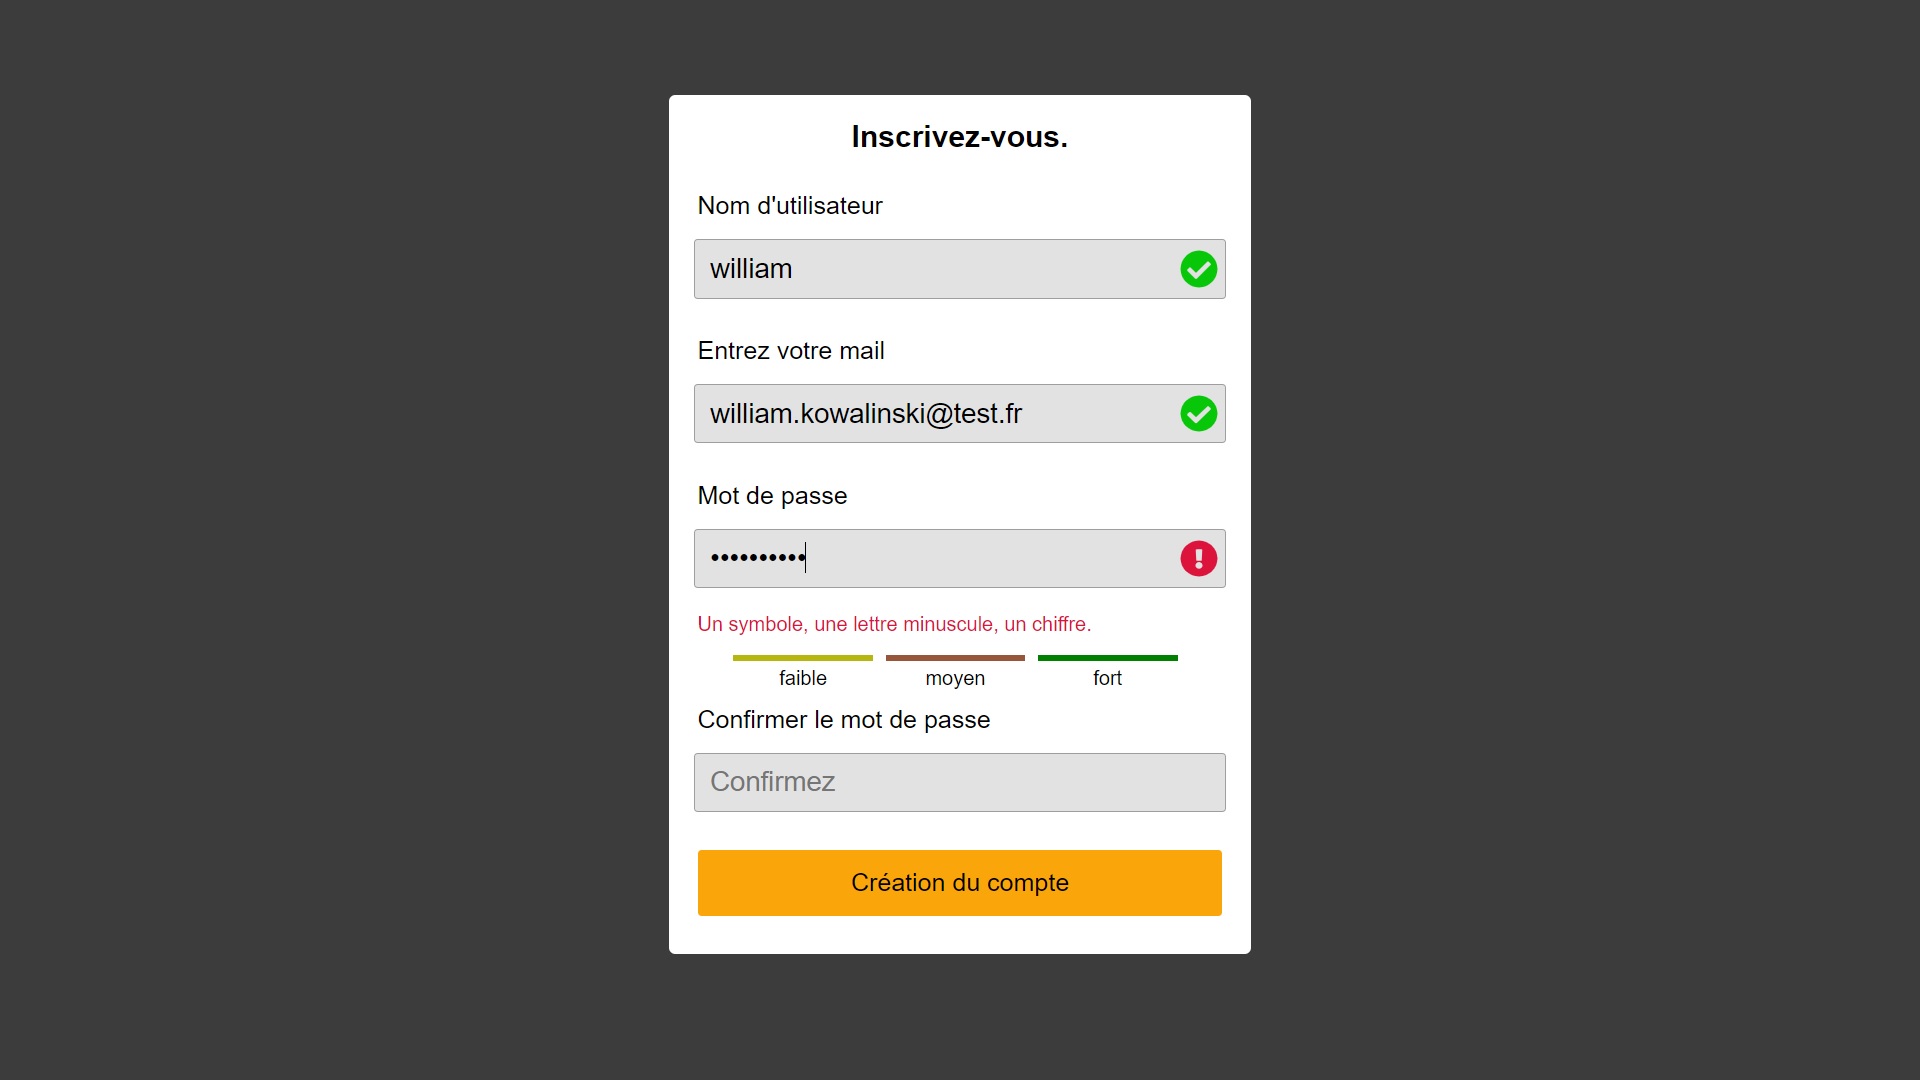 Inscrivez-vous.
Nom d'utilisateur
william
Entrez votre mail
william.kowalinski@test.fr
Mot de passe
••••••••••
Un symbole, une lettre minuscule, un chiffre.
faible moyen fort
Confirmer le mot de passe
Confirmez
Création du compte